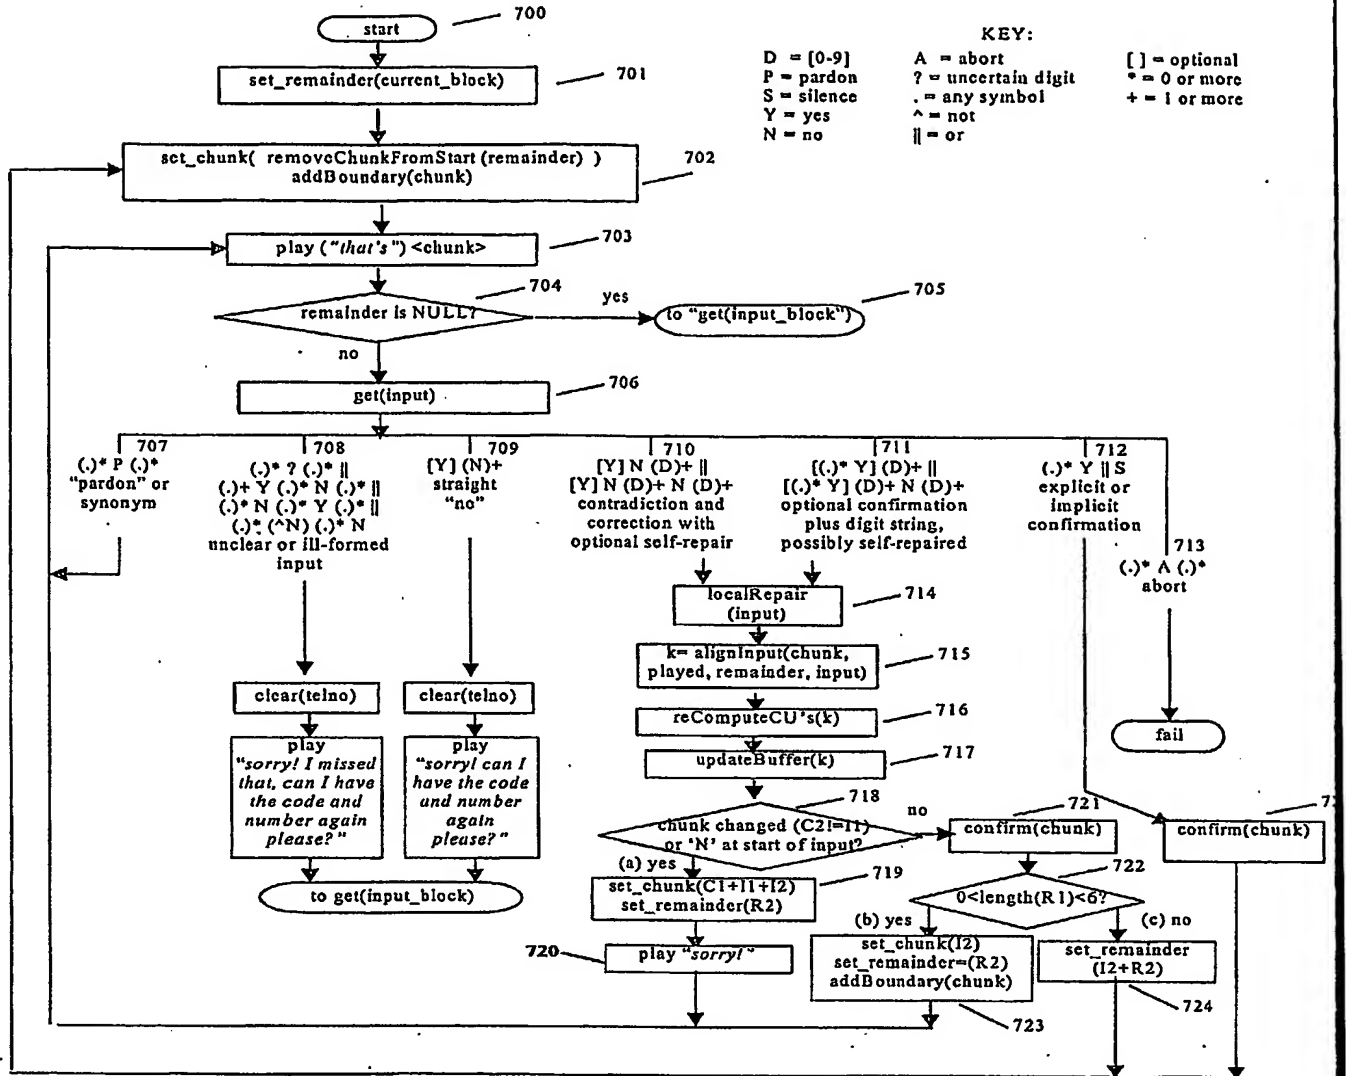 700
start
KEY:
D = [0-9]
P = pardon
S = silence
Y = yes
N = no
A = abort
? = uncertain digit
. = any symbol
^ = not
|| = or
[ ] = optional
* = 0 or more
+ = 1 or more
701
set_remainder(current_block)
702
set_chunk( removeChunkFromStart (remainder) )
addBoundary(chunk)
703
play ("that's") <chunk>
704
remainder is NULL?
yes
705
to "get(input_block")
no
706
get(input)
707
(.)* P (.)*
"pardon" or
synonym
708
(.)* ? (.)* ||
(.)+ Y (.)* N (.)* ||
(.)* N (.)* Y (.)* ||
(.)* (^N) (.)* N
unclear or ill-formed
input
709
[Y] (N)+
straight
"no"
710
[Y] N (D)+ ||
[Y] N (D)+ N (D)+
contradiction and
correction with
optional self-repair
711
[(.)* Y] (D)+ ||
[(.)* Y] (D)+ N (D)+
optional confirmation
plus digit string,
possibly self-repaired
712
(.)* Y || S
explicit or
implicit
confirmation
713
(.)* A (.)*
abort
localRepair
(input)
714
k= alignInput(chunk,
played, remainder, input)
715
clear(telno)
clear(telno)
reComputeCU's(k)
716
fail
play
"sorry! I missed
that, can I have
the code and
number again
please?"
play
"sorry! can I
have the code
and number
again
please?"
updateBuffer(k)
717
718
chunk changed (C2!=I1)
or 'N' at start of input?
no
721
confirm(chunk)
confirm(chunk)
(a) yes
719
set_chunk(C1+I1+I2)
set_remainder(R2)
722
0<length(R1)<6?
to get(input_block)
(b) yes
(c) no
720
play "sorry!"
set_chunk(I2)
set_remainder=(R2)
addBoundary(chunk)
723
set_remainder
(I2+R2)
724